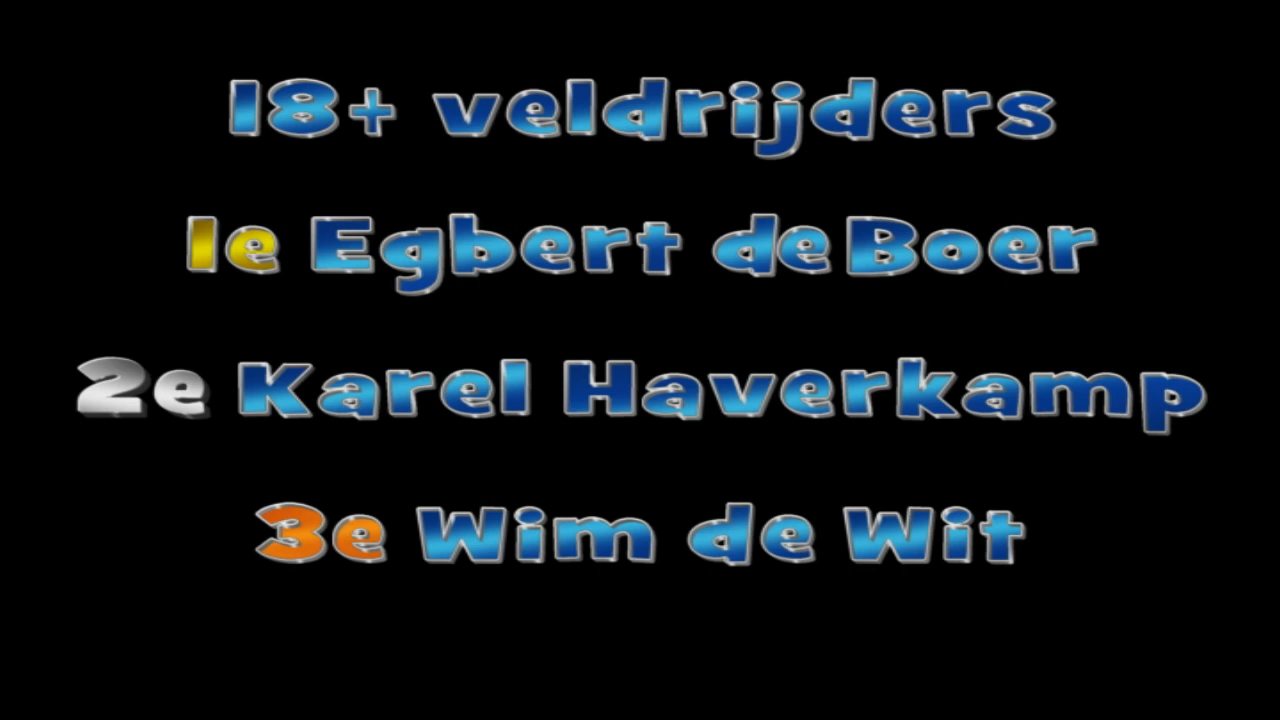 18+ veldrijders
1e Egbert de Boer
2e Karel Haverkamp
3e Wim de Wit